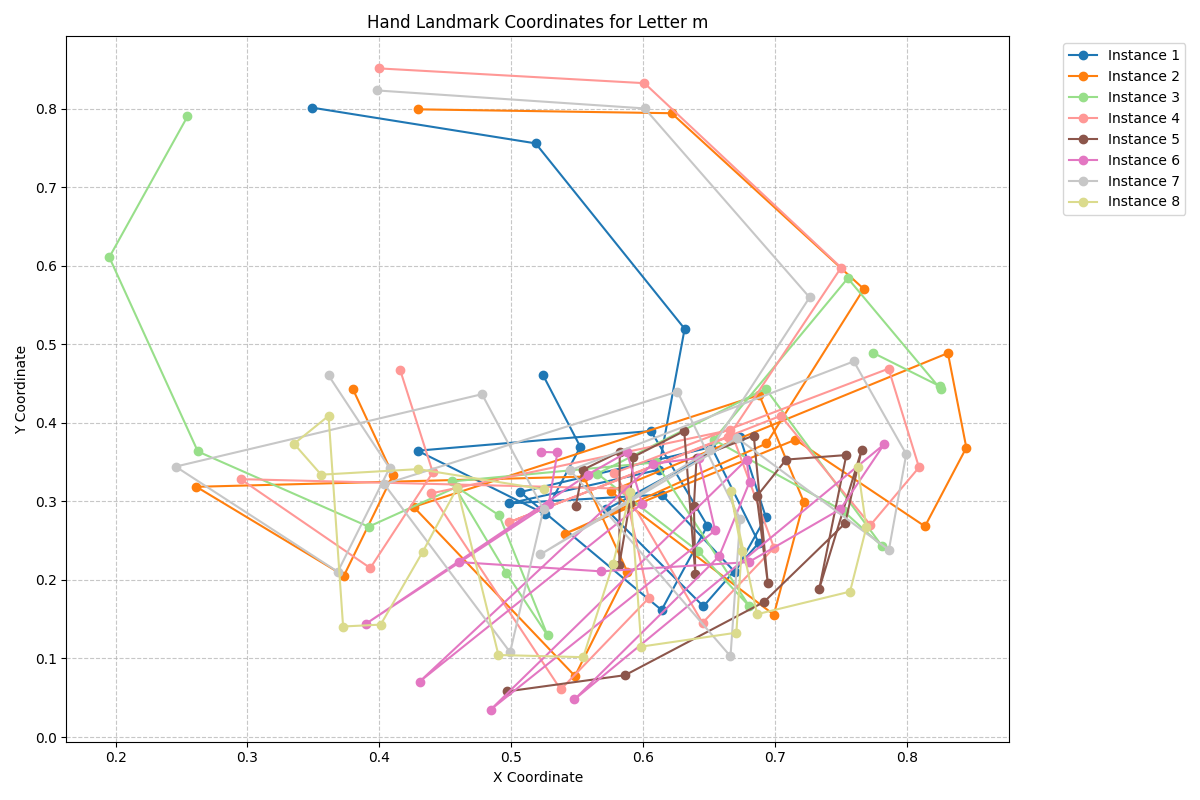 Hand Landmark Coordinates for Letter m
Instance 1
Instance 2
Instance 3
Instance 4
Instance 5
Instance 6
Instance 7
Instance 8
Y Coordinate
0.8
0.7
0.6
0.5
0.4
0.3
0.2
0.1
0.0
0.2 0.3 0.4 0.5 0.6 0.7 0.8
X Coordinate